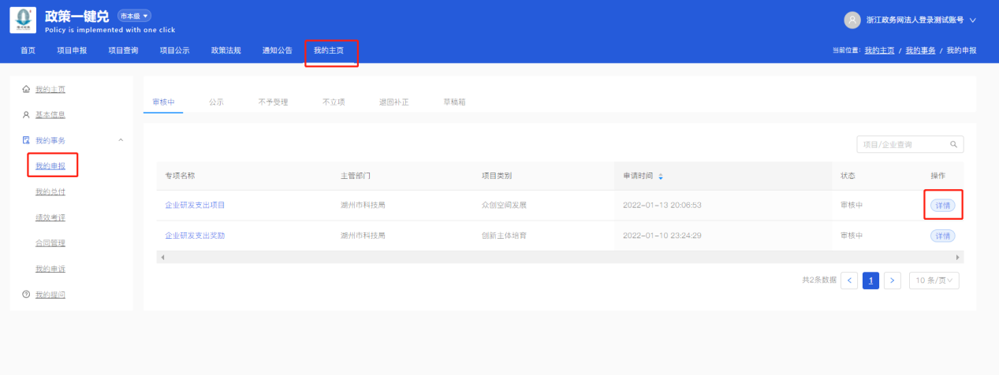 政策一键兑 市本级
Policy is implemented with one click
浙江政务网法人登录测试账号
首页 项目申报 项目查询 项目公示 政策法规 通知公告 我的主页
当前位置: 我的主页 / 我的事务 / 我的申报
我的主页
基本信息
我的事务
我的申报
我的兑付
绩效考评
合同管理
我的申诉
我的提问
审核中 公示 不予受理 不立项 退回补正 草稿箱
项目/企业查询
专项名称 主管部门 项目类别 申请时间 状态 操作
企业研发支出项目 湖州市科技局 众创空间发展 2022-01-13 20:06:53 审核中 详情
企业研发支出奖励 湖州市科技局 创新主体培育 2022-01-10 23:24:29 审核中 详情
共2条数据 < 1 > 10 条/页